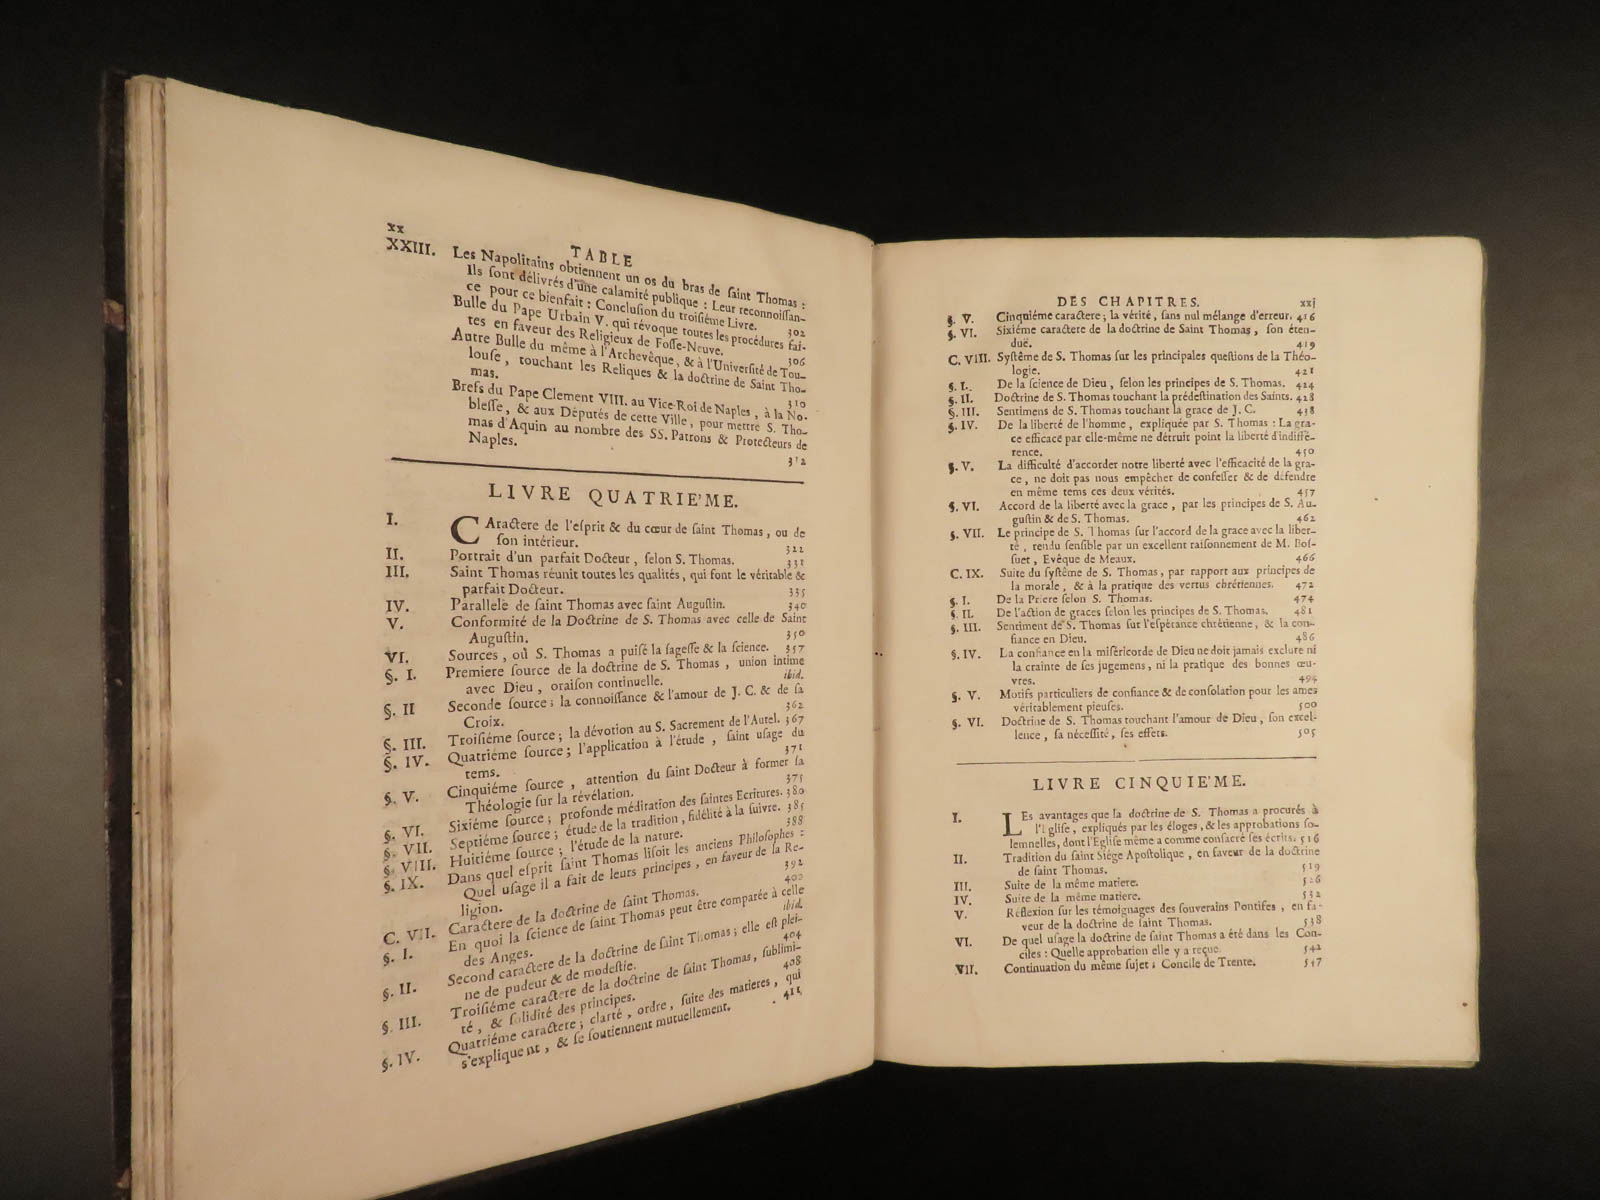 xx
TABLE
XXIII. Les Napolitains obtiennent un os du bras de ſaint Thomas :
Ils ſont délivrés d'une calamité publique : Leur reconnoiſſan-
ce pour ce bienfait : Concluſion du troiſiéme Livre. 302
Bulle du Pape Urbain V. qui révoque toutes les procédures fai-
tes en faveur des Religieux de Foſſe-Neuve. 306
Autre Bulle du même à l'Archevêque, & à l'Univerſité de Tou-
louſe, touchant les Reliques & la doctrine de Saint Tho-
mas. 310
Brefs du Pape Clement VIII. au Vice-Roi de Naples, à la No-
bleſſe, & aux Députés de cette Ville, pour mettre S. Tho-
mas d'Aquin au nombre des SS. Patrons & Protecteurs de
Naples. 312
LIVRE QUATRIE'ME.
I. CAractere de l'eſprit & du cœur de ſaint Thomas, ou de
ſon intérieur. 322
II. Portrait d'un parfait Docteur, ſelon S. Thomas. 331
III. Saint Thomas réunit toutes les qualités, qui font le véritable &
parfait Docteur. 335
IV. Parallele de ſaint Thomas avec ſaint Auguſtin. 340
V. Conformité de la Doctrine de S. Thomas avec celle de Saint
Auguſtin. 350
VI. Sources, où S. Thomas a puiſé la ſageſſe & la ſcience. 357
§. I. Premiere ſource de la doctrine de S. Thomas, union intime
avec Dieu, oraiſon continuelle. ibid.
§. II Seconde ſource; la connoiſſance & l'amour de J. C. & de ſa
Croix. 362
§. III. Troiſiéme ſource; la dévotion au S. Sacrement de l'Autel. 367
§. IV. Quatriéme ſource; l'application à l'étude, ſaint uſage du
tems. 371
§. V. Cinquiéme ſource, attention du ſaint Docteur à former ſa
Théologie ſur la révélation. 375
§. VI. Sixiéme ſource; profonde méditation des ſaintes Ecritures. 380
§. VII. Septiéme ſource; étude de la tradition, fidélité à la ſuivre. 385
§. VIII. Huitiéme ſource; l'étude de la nature. 388
§. IX. Dans quel eſprit ſaint Thomas liſoit les anciens Philoſophes :
Quel uſage il a fait de leurs principes, en faveur de la Re-
ligion. 392
C. VII. Caractere de la doctrine de ſaint Thomas. 400
§. I. En quoi la ſcience de ſaint Thomas peut être comparée à celle
des Anges. ibid.
§. II. Second caractere de la doctrine de ſaint Thomas; elle eſt plei-
ne de pudeur & de modeſtie. 404
§. III. Troiſiéme caractere de la doctrine de ſaint Thomas, ſublimi-
té, & ſolidité des principes. 408
§. IV. Quatriéme caractere; clarté, ordre, ſuite des matieres, qui
s'expliquent, & ſe ſoutiennent mutuellement. 411
DES CHAPITRES. xxj
§. V. Cinquiéme caractere; la vérité, ſans nul mélange d'erreur. 416
§. VI. Sixiéme caractere de la doctrine de Saint Thomas, ſon éten-
duë. 419
C. VIII. Syſtême de S. Thomas ſur les principales queſtions de la Théo-
logie. 421
§. I. De la ſcience de Dieu, ſelon les principes de S. Thomas. 424
§. II. Doctrine de S. Thomas touchant la prédeſtination des Saints. 428
§. III. Sentimens de S. Thomas touchant la grace de J. C. 438
§. IV. De la liberté de l'homme, expliquée par S. Thomas : La gra-
ce efficace par elle-même ne détruit point la liberté d'indiffé-
rence. 450
§. V. La difficulté d'accorder notre liberté avec l'efficacité de la gra-
ce, ne doit pas nous empêcher de confeſſer & de défendre
en même tems ces deux vérités. 457
§. VI. Accord de la liberté avec la grace, par les principes de S. Au-
guſtin & de S. Thomas. 462
§. VII. Le principe de S. Thomas ſur l'accord de la grace avec la liber-
té, rendu ſenſible par un excellent raiſonnement de M. Boſ-
ſuet, Evêque de Meaux. 466
C. IX. Suite du ſyſtême de S. Thomas, par rapport aux principes de
la morale, & à la pratique des vertus chrétiennes. 472
§. I. De la Priere ſelon S. Thomas. 474
§. II. De l'action de graces ſelon les principes de S. Thomas. 481
§. III. Sentiment de S. Thomas ſur l'eſpérance chrétienne, & la con-
fiance en Dieu. 486
§. IV. La confiance en la miſéricorde de Dieu ne doit jamais exclure ni
la crainte de ſes jugemens, ni la pratique des bonnes œu-
vres. 494
§. V. Motifs particuliers de confiance & de conſolation pour les ames
véritablement pieuſes. 500
§. VI. Doctrine de S. Thomas touchant l'amour de Dieu, ſon excel-
lence, ſa néceſſité, ſes effets. 505
LIVRE CINQUIE'ME.
I. LEs avantages que la doctrine de S. Thomas a procurés à
l'Egliſe, expliqués par les éloges, & les approbations ſo-
lemnelles, dont l'Egliſe même a comme conſacré ſes écrits. 516
II. Tradition du ſaint Siége Apoſtolique, en faveur de la doctrine
de ſaint Thomas. 519
III. Suite de la même matiere. 526
IV. Suite de la même matiere. 532
V. Réflexion ſur les témoignages des ſouverains Pontifes, en fa-
veur de la doctrine de ſaint Thomas. 538
VI. De quel uſage la doctrine de ſaint Thomas a été dans les Con-
ciles : Quelle approbation elle y a reçue. 542
VII. Continuation du même ſujet : Concile de Trente. 547